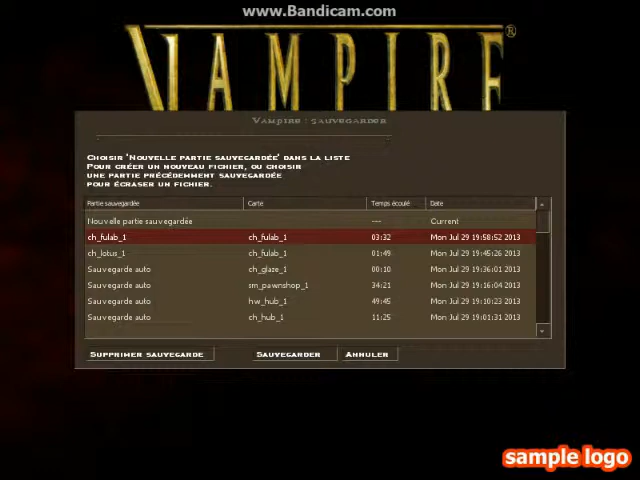 www.Bandicam.com
VAMPIRE®
Vampire : sauvegarder
Choisir 'Nouvelle partie sauvegardée' dans la liste
Pour créer un nouveau fichier, ou choisir
une partie précédemment sauvegardée
pour écraser un fichier.
Partie sauvegardée Carte Temps écoulé Date
Nouvelle partie sauvegardée --- Current
ch_fulab_1 ch_fulab_1 03:32 Mon Jul 29 19:58:52 2013
ch_lotus_1 ch_fulab_1 01:49 Mon Jul 29 19:45:26 2013
Sauvegarde auto ch_glaze_1 00:10 Mon Jul 29 19:36:01 2013
Sauvegarde auto sm_pawnshop_1 34:21 Mon Jul 29 19:16:04 2013
Sauvegarde auto hw_hub_1 49:45 Mon Jul 29 19:10:23 2013
Sauvegarde auto ch_hub_1 11:25 Mon Jul 29 19:01:31 2013
Supprimer sauvegarde Sauvegarder Annuler
sample logo